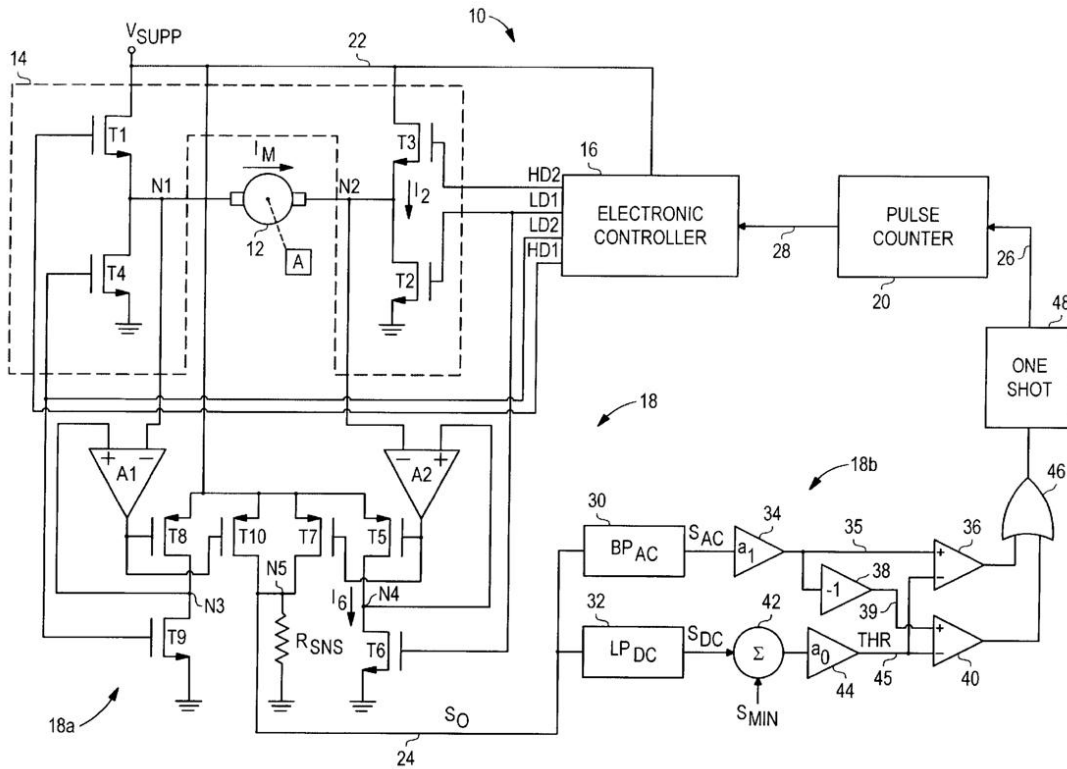 10
V_SUPP
22
14
T1
I_M
T3
N1
N2
I_2
12
A
T4
T2
16
HD2
LD1
LD2
HD1
ELECTRONIC
CONTROLLER
28
PULSE
COUNTER
20
26
48
ONE
SHOT
18
+ −
A1
− +
A2
T8
T10
T7
T5
N3
N5
I_6
N4
T9
R_SNS
T6
18a
S_O
24
18b
30
BP_AC
S_AC
34
a_1
35
+
−
36
38
-1
39
32
LP_DC
S_DC
42
Σ
S_MIN
a_0
44
THR
45
+
−
40
46